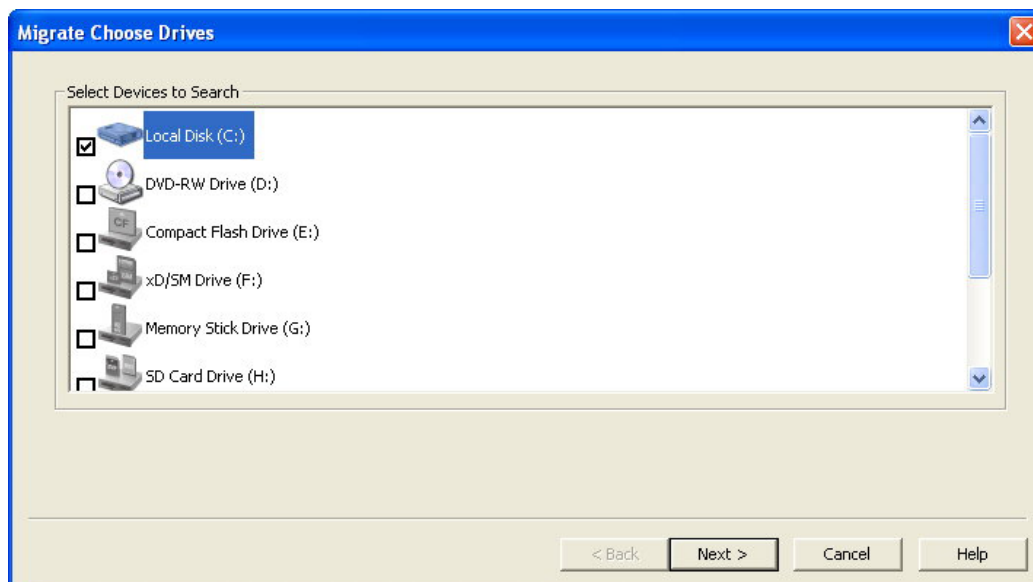 Migrate Choose Drives
Select Devices to Search
Local Disk (C:)
DVD-RW Drive (D:)
CF
Compact Flash Drive (E:)
xD/SM Drive (F:)
Memory Stick Drive (G:)
SD Card Drive (H:)
< Back Next > Cancel Help